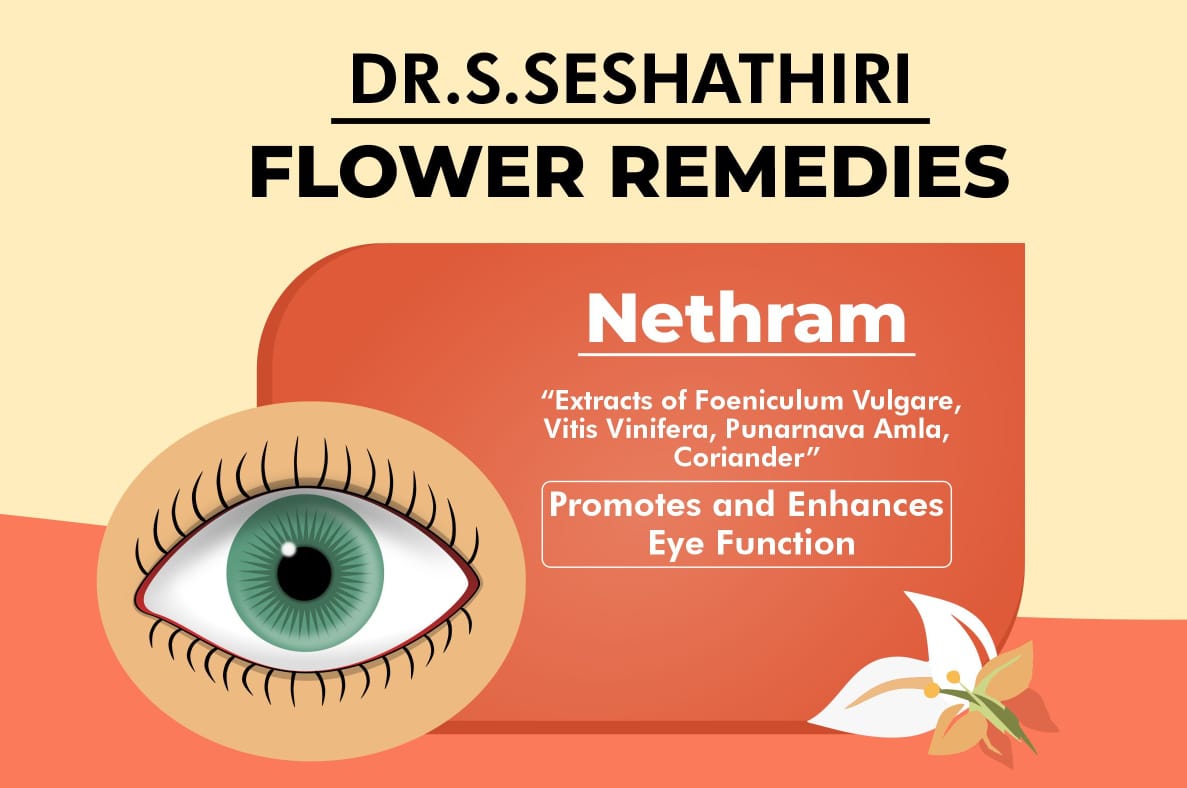 DR.S.SESHATHIRI
FLOWER REMEDIES
Nethram
“Extracts of Foeniculum Vulgare,
Vitis Vinifera, Punarnava Amla,
Coriander”
Promotes and Enhances
Eye Function